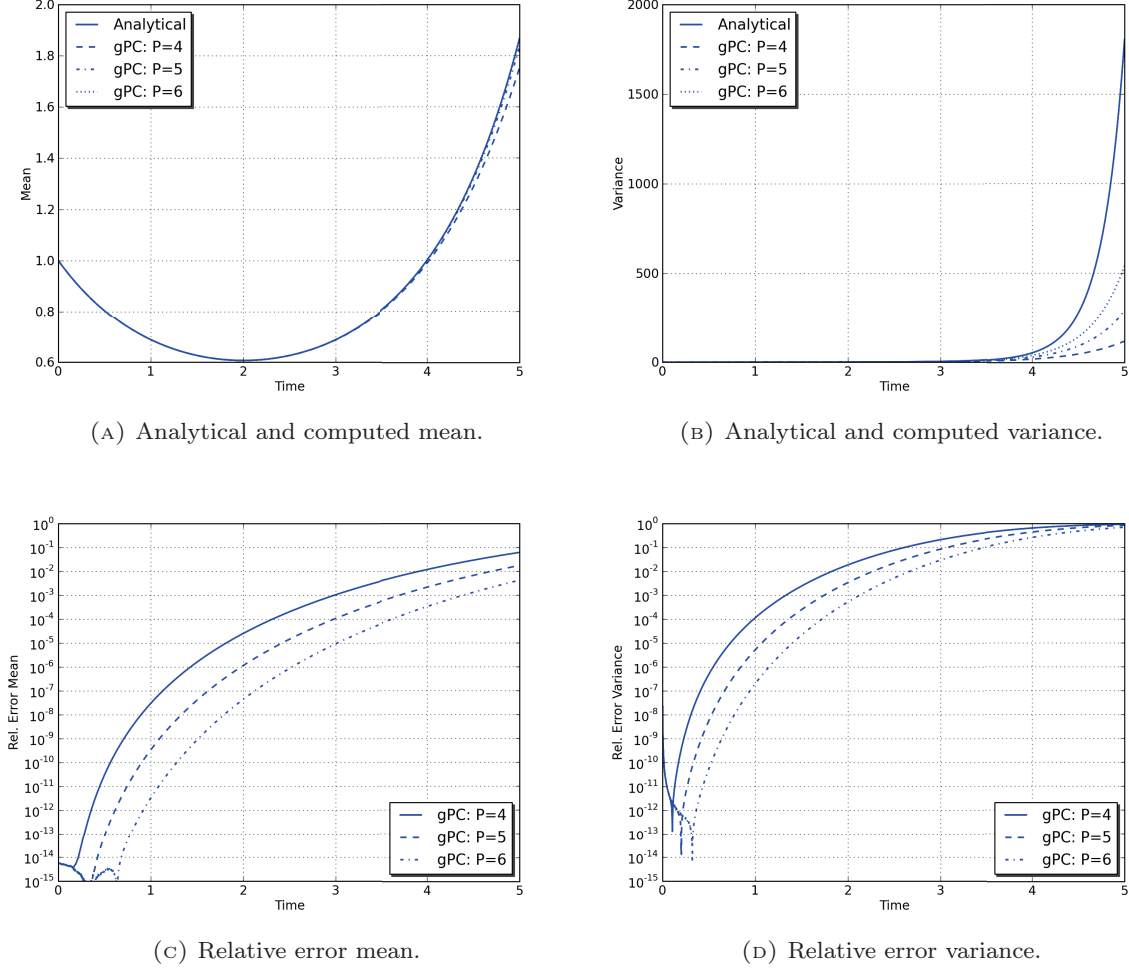 2.0
1.8
1.6
1.4
1.2
1.0
0.8
0.6
Mean
Analytical
gPC: P=4
gPC: P=5
gPC: P=6
0 1 2 3 4 5
Time
(A) Analytical and computed mean.
2000
1500
1000
500
0
Variance
Analytical
gPC: P=4
gPC: P=5
gPC: P=6
0 1 2 3 4 5
Time
(B) Analytical and computed variance.
10^0
10^-1
10^-2
10^-3
10^-4
10^-5
10^-6
10^-7
10^-8
10^-9
10^-10
10^-11
10^-12
10^-13
10^-14
10^-15
Rel. Error Mean
gPC: P=4
gPC: P=5
gPC: P=6
0 1 2 3 4 5
Time
(C) Relative error mean.
10^0
10^-1
10^-2
10^-3
10^-4
10^-5
10^-6
10^-7
10^-8
10^-9
10^-10
10^-11
10^-12
10^-13
10^-14
10^-15
Rel. Error Variance
gPC: P=4
gPC: P=5
gPC: P=6
0 1 2 3 4 5
Time
(D) Relative error variance.